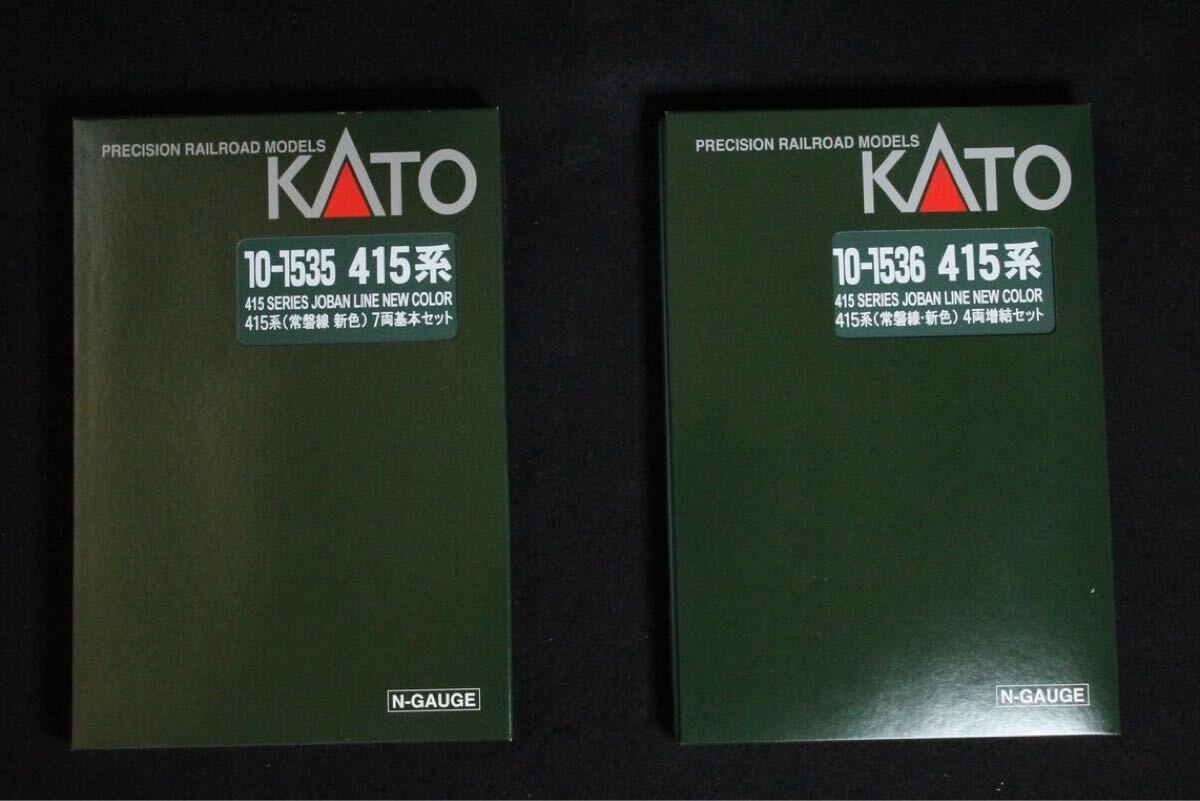 PRECISION RAILROAD MODELS
KATO
10-1535 415系
415 SERIES JOBAN LINE NEW COLOR
415系(常磐線 新色) 7両基本セット
N-GAUGE
PRECISION RAILROAD MODELS
KATO
10-1536 415系
415 SERIES JOBAN LINE NEW COLOR
415系(常磐線・新色) 4両増結セット
N-GAUGE